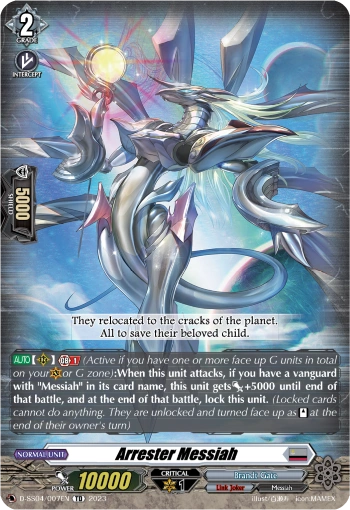 2
GRADE
INTERCEPT
5000
SHIELD
They relocated to the cracks of the planet.
All to save their beloved child.
AUTO GB 1 (Active if you have one or more face up G units in total
on your or G zone):When this unit attacks, if you have a vanguard
with "Messiah" in its card name, this unit gets +5000 until end of
that battle, and at the end of that battle, lock this unit. (Locked cards
cannot do anything. They are unlocked and turned face up as at the
end of their owner's turn)
NORMAL UNIT
Arrester Messiah
POWER 10000
CRITICAL
1
Brandt Gate
Link Joker
Messiah
D-SS04/007EN TD 2023